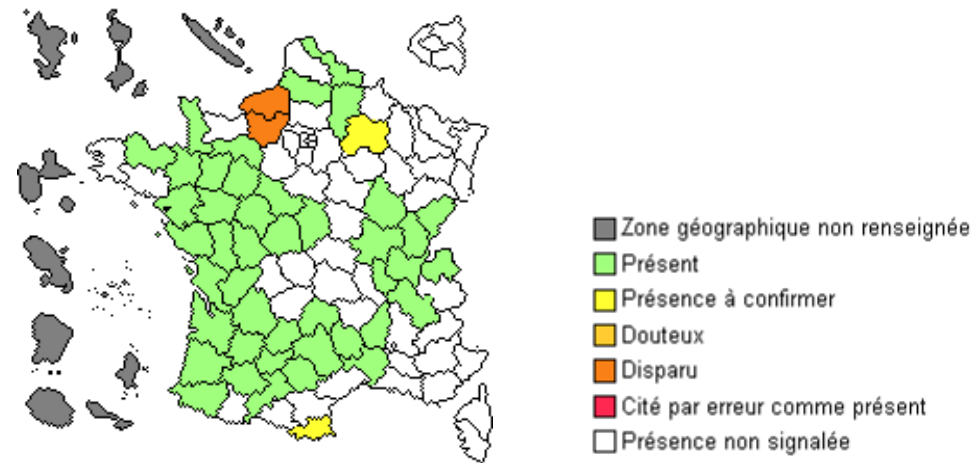 Zone géographique non renseignée
Présent
Présence à confirmer
Douteux
Disparu
Cité par erreur comme présent
Présence non signalée